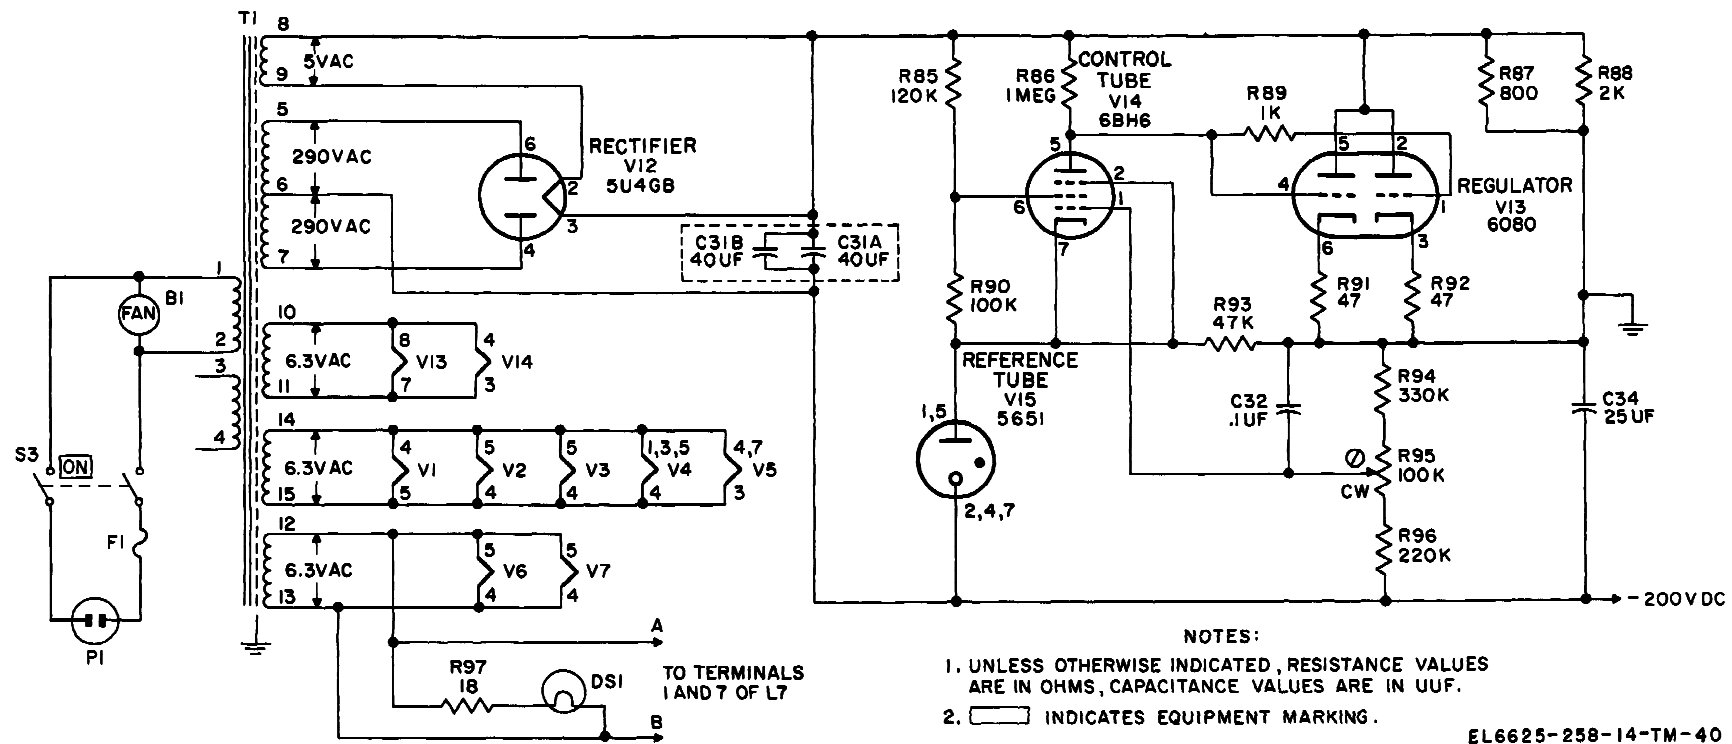 T1
8
5VAC
9
5
290VAC
6
290VAC
7
6
RECTIFIER
V12
5U4GB
2
3
4
C31B
40UF
C31A
40UF
1
B1
FAN
2
3
4
S3
ON
F1
P1
10
6.3VAC
11
8
V13
7
4
V14
3
14
6.3VAC
15
4
V1
5
5
V2
4
5
V3
4
1,3,5
V4
4
4,7
V5
3
12
6.3VAC
13
5
V6
4
5
V7
4
A
B
TO TERMINALS
1 AND 7 OF L7
R97
18
DS1
R85
120K
R86
1MEG
CONTROL
TUBE
V14
6BH6
5
2
1
6
7
R89
1K
5
2
4
1
6
3
REGULATOR
V13
6080
R87
800
R88
2K
R90
100K
R91
47
R92
47
R93
47K
REFERENCE
TUBE
V15
5651
1,5
2,4,7
C32
.1UF
R94
330K
R95
100K
CW
R96
220K
C34
25UF
-200VDC
NOTES:
1. UNLESS OTHERWISE INDICATED, RESISTANCE VALUES
ARE IN OHMS, CAPACITANCE VALUES ARE IN UUF.
2. INDICATES EQUIPMENT MARKING.
EL6625-258-14-TM-40